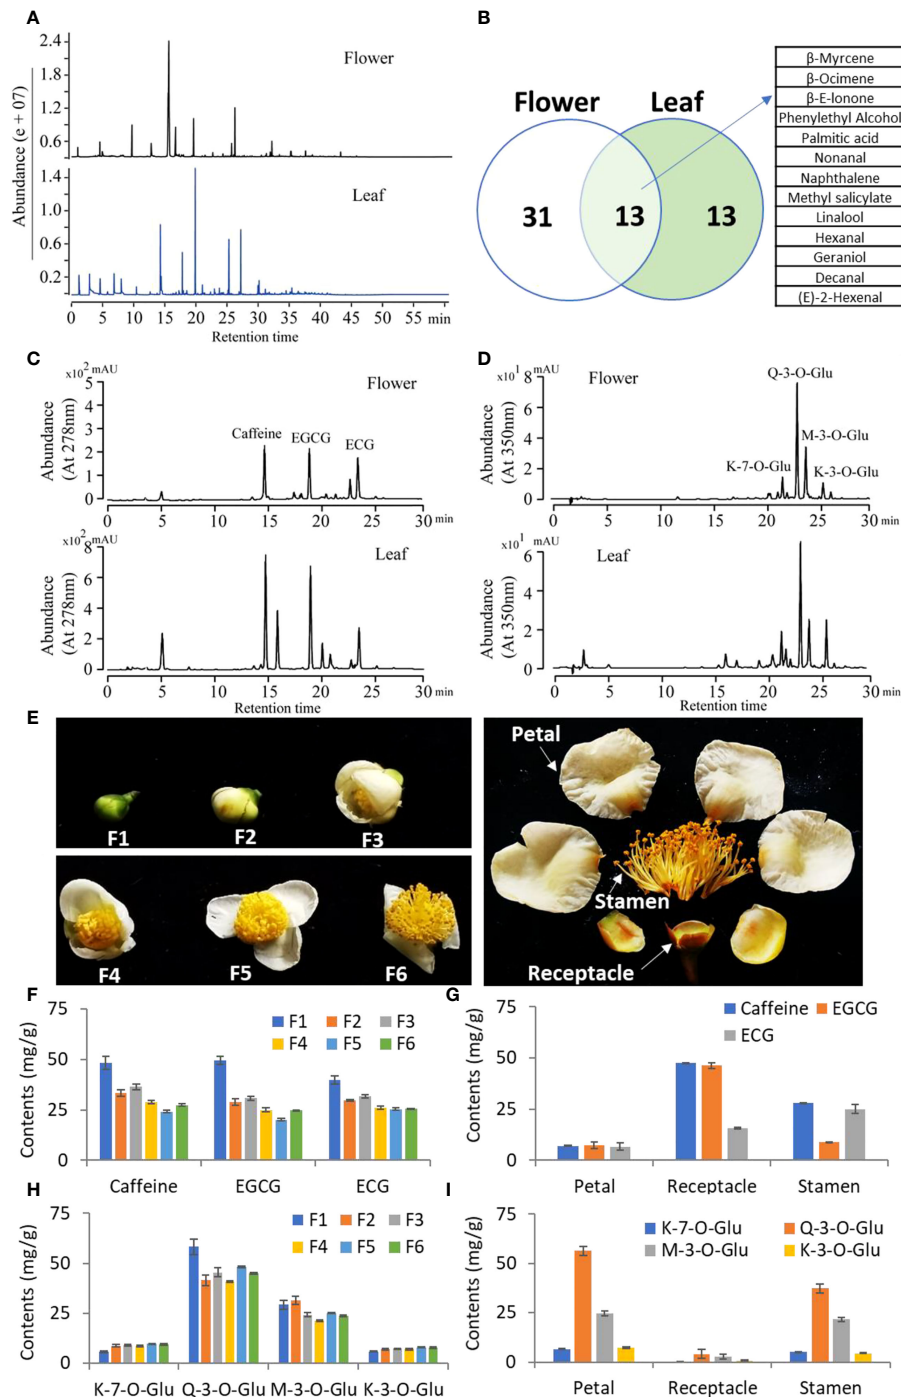 A
2.4
1.8
1.2
0.6
Flower
1.4
1.0
0.6
0.2
Leaf
Abundance (e + 07)
0 5 10 15 20 25 30 35 40 45 50 55 min
Retention time
B
Flower Leaf
31 13 13
β-Myrcene
β-Ocimene
β-E-Ionone
Phenylethyl Alcohol
Palmitic acid
Nonanal
Naphthalene
Methyl salicylate
Linalool
Hexanal
Geraniol
Decanal
(E)-2-Hexenal
C
x10² mAU
5
4
3
2
1
0
Abundance
(At 278nm)
Flower
Caffeine EGCG ECG
0 5 10 15 20 25 30 min
x10² mAU
8
6
4
2
0
Abundance
(At 278nm)
Leaf
0 5 10 15 20 25 30 min
Retention time
D
x10¹ mAU
8
6
4
2
0
Abundance
(At 350nm)
Flower
Q-3-O-Glu
M-3-O-Glu
K-7-O-Glu K-3-O-Glu
0 5 10 15 20 25 30 min
x10¹ mAU
6
4
2
0
Abundance
(At 350nm)
Leaf
0 5 10 15 20 25 30 min
Retention time
E
F1 F2 F3
F4 F5 F6
Petal
Stamen
Receptacle
F
75
50
25
0
Contents (mg/g)
F1 F2 F3
F4 F5 F6
Caffeine EGCG ECG
G
75
50
25
0
Contents (mg/g)
Caffeine EGCG
ECG
Petal Receptacle Stamen
H
75
50
25
0
Contents (mg/g)
F1 F2 F3
F4 F5 F6
K-7-O-Glu Q-3-O-Glu M-3-O-Glu K-3-O-Glu
I
75
50
25
0
Contents (mg/g)
K-7-O-Glu Q-3-O-Glu
M-3-O-Glu K-3-O-Glu
Petal Receptacle Stamen